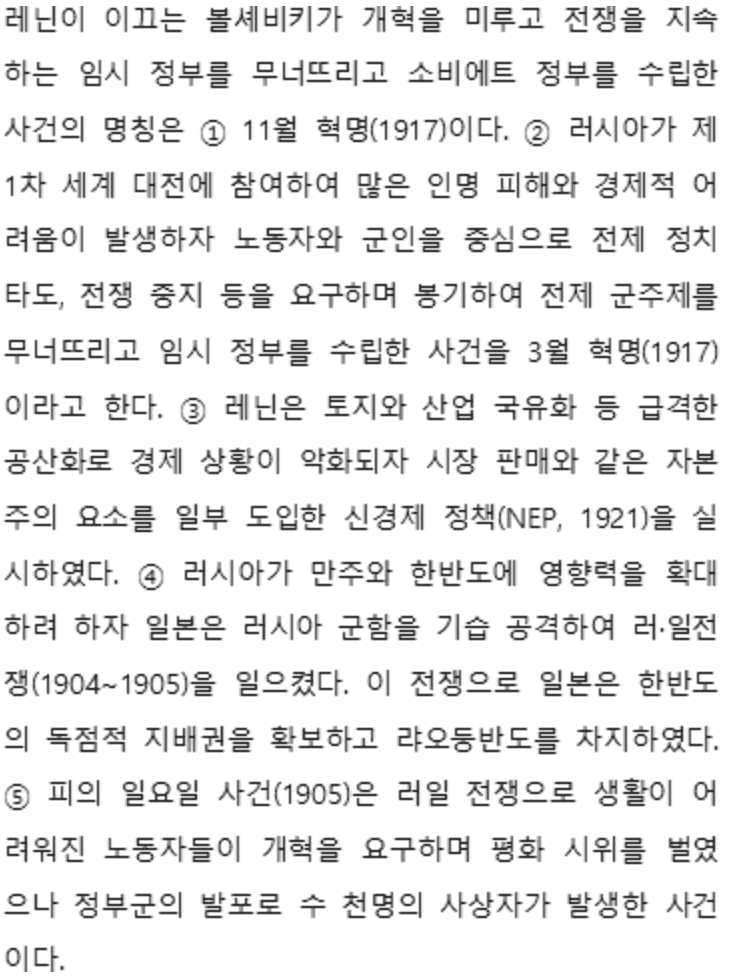 레닌이 이끄는 볼셰비키가 개혁을 미루고 전쟁을 지속
하는 임시 정부를 무너뜨리고 소비에트 정부를 수립한
사건의 명칭은 ① 11월 혁명(1917)이다. ② 러시아가 제
1차 세계 대전에 참여하여 많은 인명 피해와 경제적 어
려움이 발생하자 노동자와 군인을 중심으로 전제 정치
타도, 전쟁 중지 등을 요구하며 봉기하여 전제 군주제를
무너뜨리고 임시 정부를 수립한 사건을 3월 혁명(1917)
이라고 한다. ③ 레닌은 토지와 산업 국유화 등 급격한
공산화로 경제 상황이 악화되자 시장 판매와 같은 자본
주의 요소를 일부 도입한 신경제 정책(NEP, 1921)을 실
시하였다. ④ 러시아가 만주와 한반도에 영향력을 확대
하려 하자 일본은 러시아 군함을 기습 공격하여 러·일전
쟁(1904~1905)을 일으켰다. 이 전쟁으로 일본은 한반도
의 독점적 지배권을 확보하고 랴오둥반도를 차지하였다.
⑤ 피의 일요일 사건(1905)은 러일 전쟁으로 생활이 어
려워진 노동자들이 개혁을 요구하며 평화 시위를 벌였
으나 정부군의 발포로 수 천명의 사상자가 발생한 사건
이다.